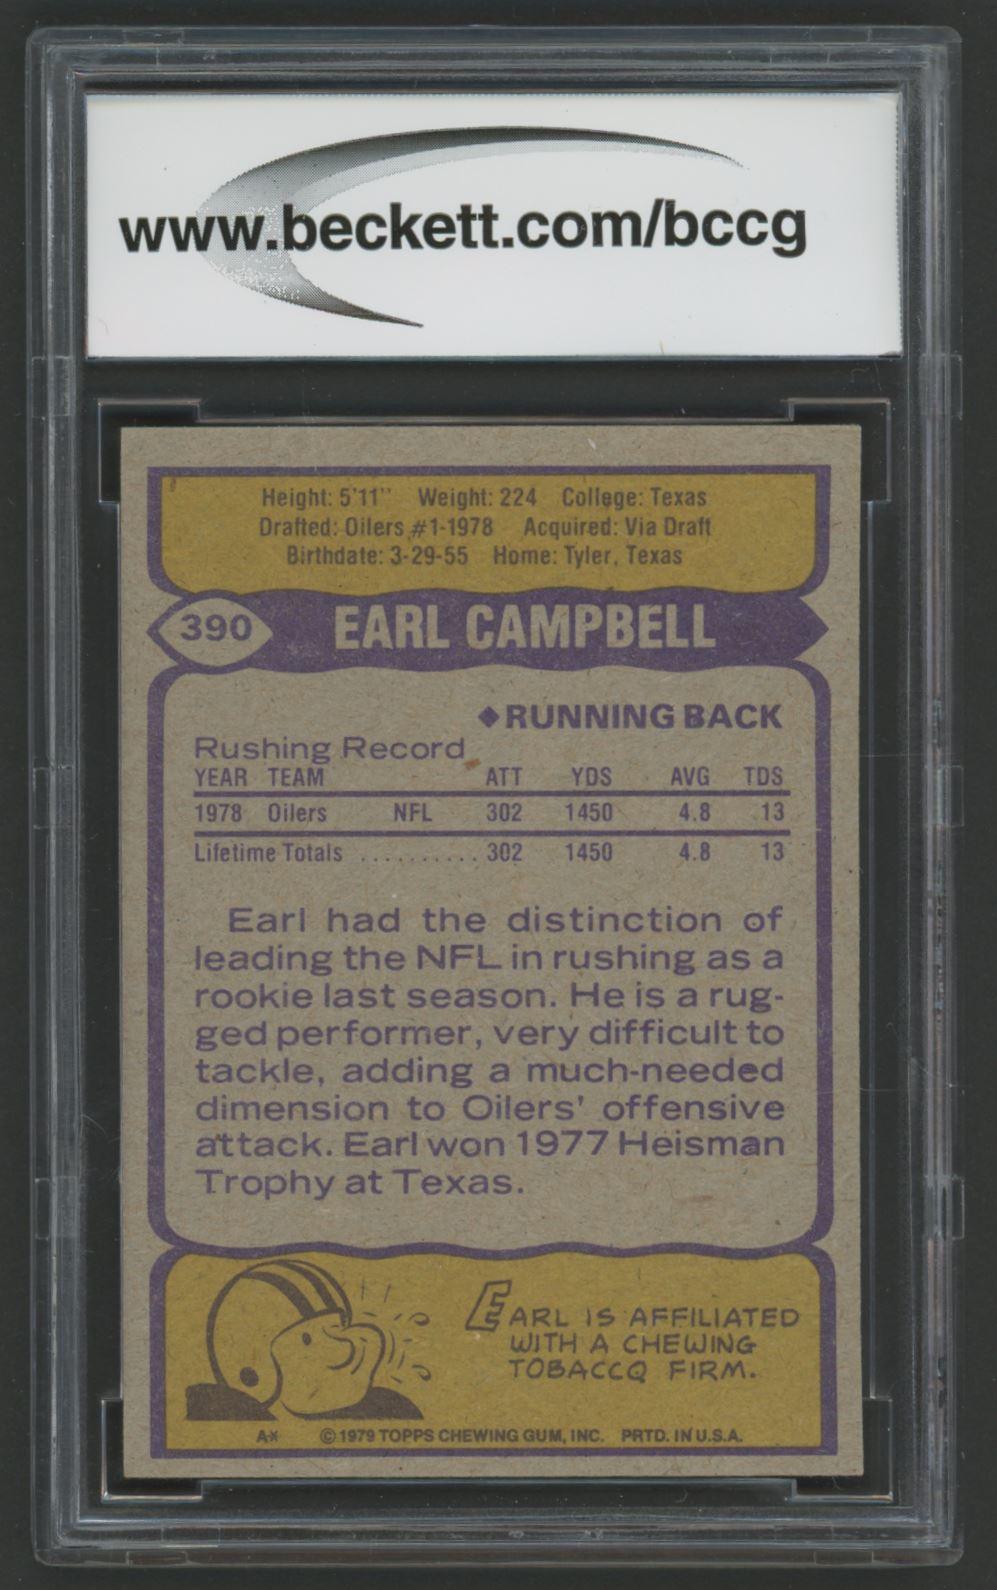 www.beckett.com/bccg
Height: 5'11" Weight: 224 College: Texas
Drafted: Oilers #1-1978 Acquired: Via Draft
Birthdate: 3-29-55 Home: Tyler, Texas
390 EARL CAMPBELL
◆RUNNING BACK
Rushing Record
YEAR TEAM ATT YDS AVG TDS
1978 Oilers NFL 302 1450 4.8 13
Lifetime Totals .......... 302 1450 4.8 13
Earl had the distinction of
leading the NFL in rushing as a
rookie last season. He is a rug-
ged performer, very difficult to
tackle, adding a much-needed
dimension to Oilers' offensive
attack. Earl won 1977 Heisman
Trophy at Texas.
EARL IS AFFILIATED
WITH A CHEWING
TOBACCO FIRM.
A* © 1979 TOPPS CHEWING GUM, INC. PRTD. IN U.S.A.